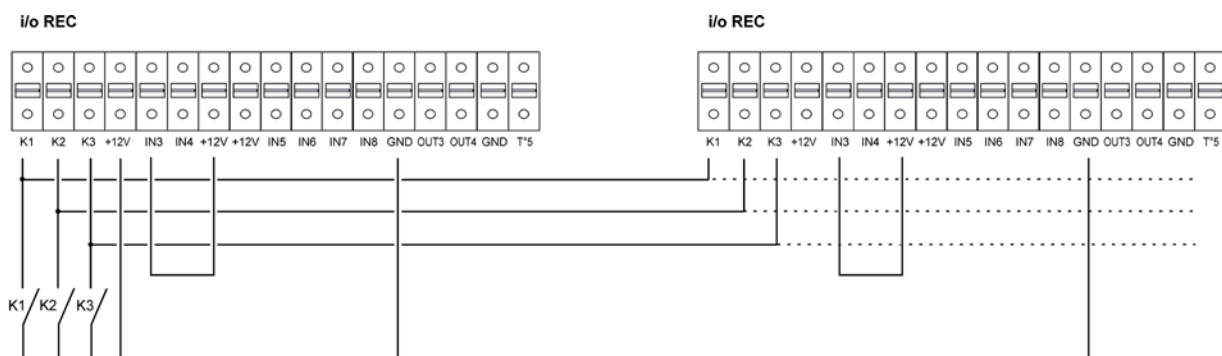 i/o REC
i/o REC
K1 K2 K3 +12V IN3 IN4 +12V +12V IN5 IN6 IN7 IN8 GND OUT3 OUT4 GND T°5
K1 K2 K3 +12V IN3 IN4 +12V +12V IN5 IN6 IN7 IN8 GND OUT3 OUT4 GND T°5
K1 K2 K3